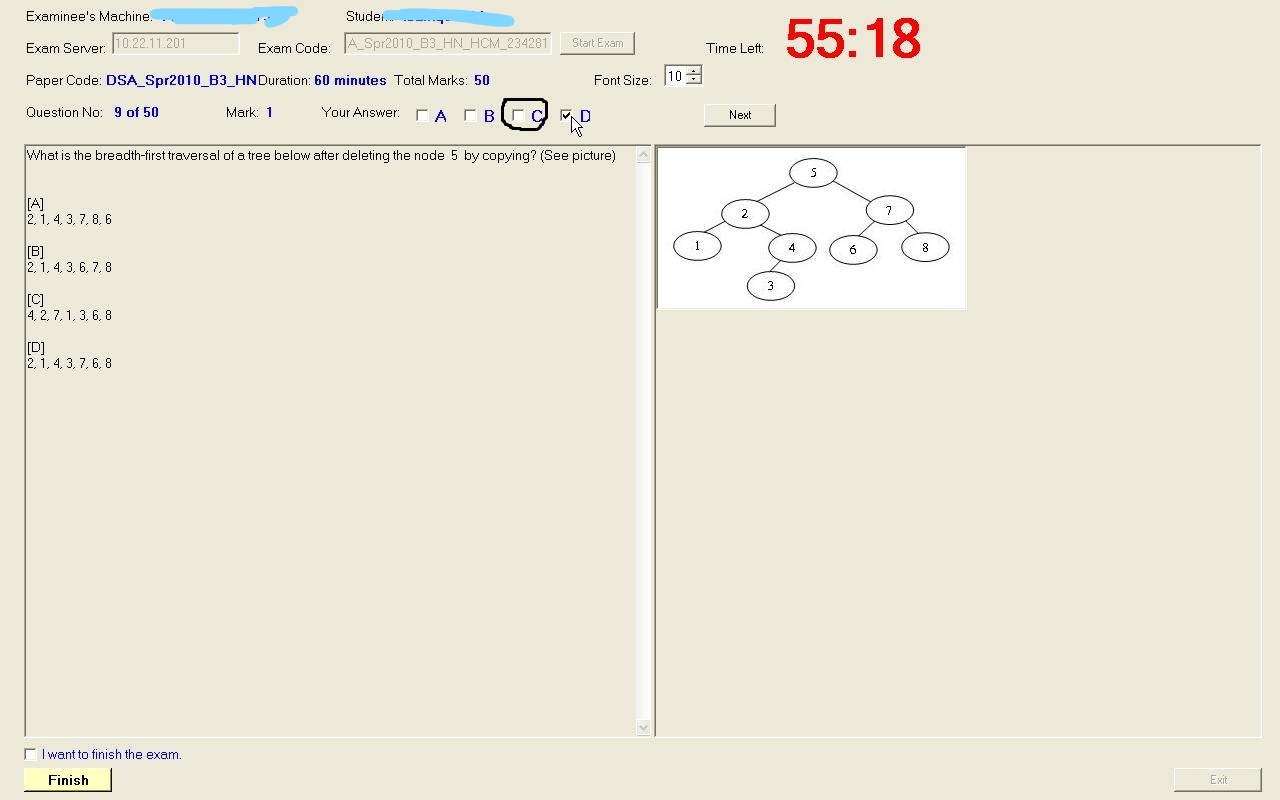 Examinee's Machine:
Student:
55:18
Exam Server: 10.22.11.201 Exam Code: A_Spr2010_B3_HN_HCM_234281 Start Exam Time Left:
Paper Code: DSA_Spr2010_B3_HN Duration: 60 minutes Total Marks: 50 Font Size: 10
Question No: 9 of 50 Mark: 1 Your Answer: A B C D Next
What is the breadth-first traversal of a tree below after deleting the node 5 by copying? (See picture)
[A]
2, 1, 4, 3, 7, 8, 6
[B]
2, 1, 4, 3, 6, 7, 8
[C]
4, 2, 7, 1, 3, 6, 8
[D]
2, 1, 4, 3, 7, 6, 8
5
2 7
1 4 6 8
3
I want to finish the exam.
Finish Exit